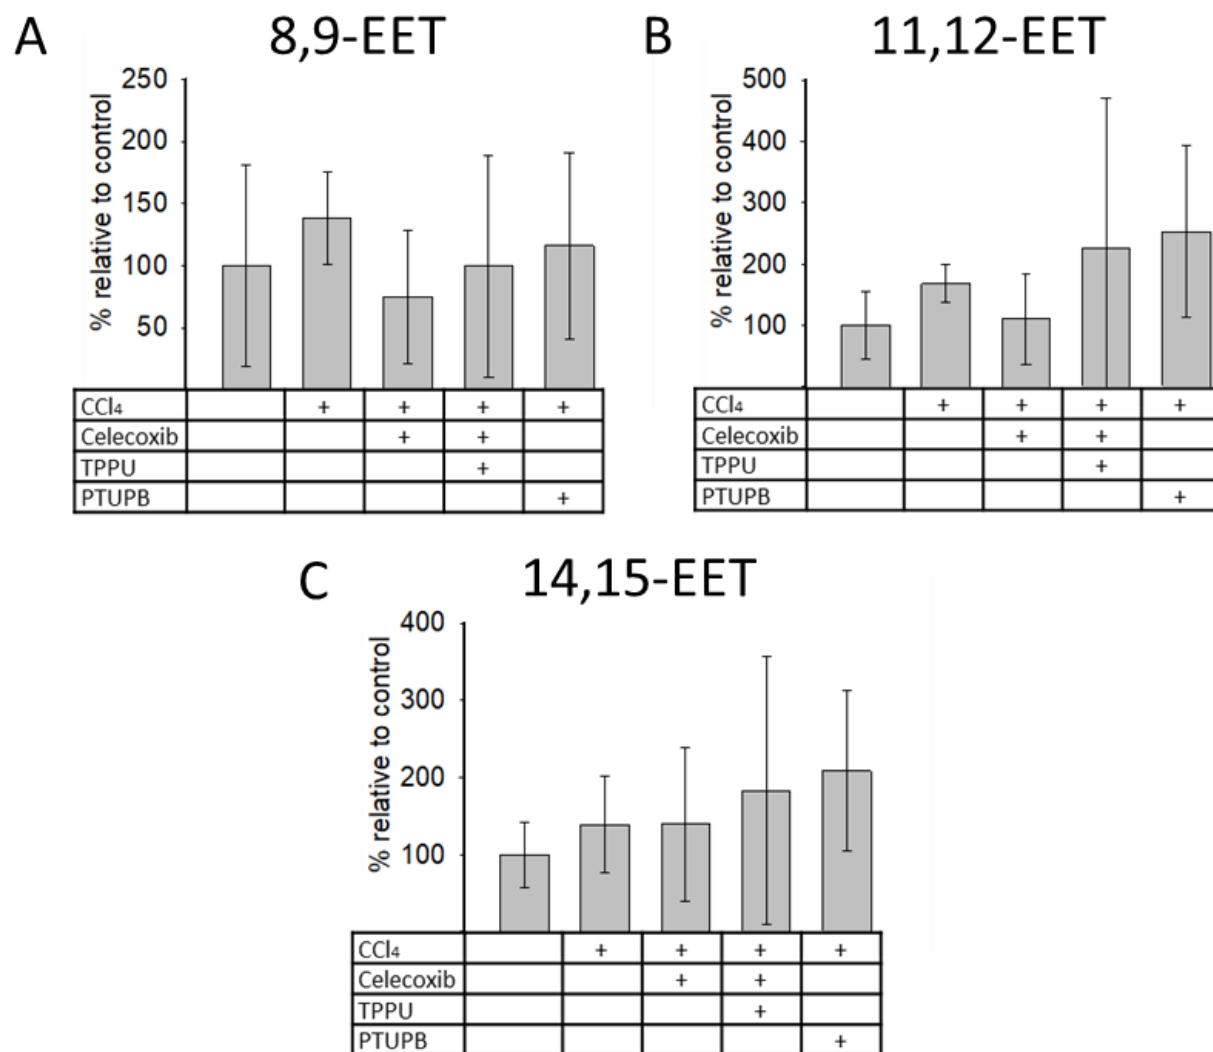 A
8,9-EET
% relative to control
250
200
150
100
50
CCl₄ + + + +
Celecoxib + +
TPPU +
PTUPB +
B
11,12-EET
% relative to control
500
400
300
200
100
CCl₄ + + + +
Celecoxib + +
TPPU +
PTUPB +
C
14,15-EET
% relative to control
400
300
200
100
CCl₄ + + + +
Celecoxib + +
TPPU +
PTUPB +